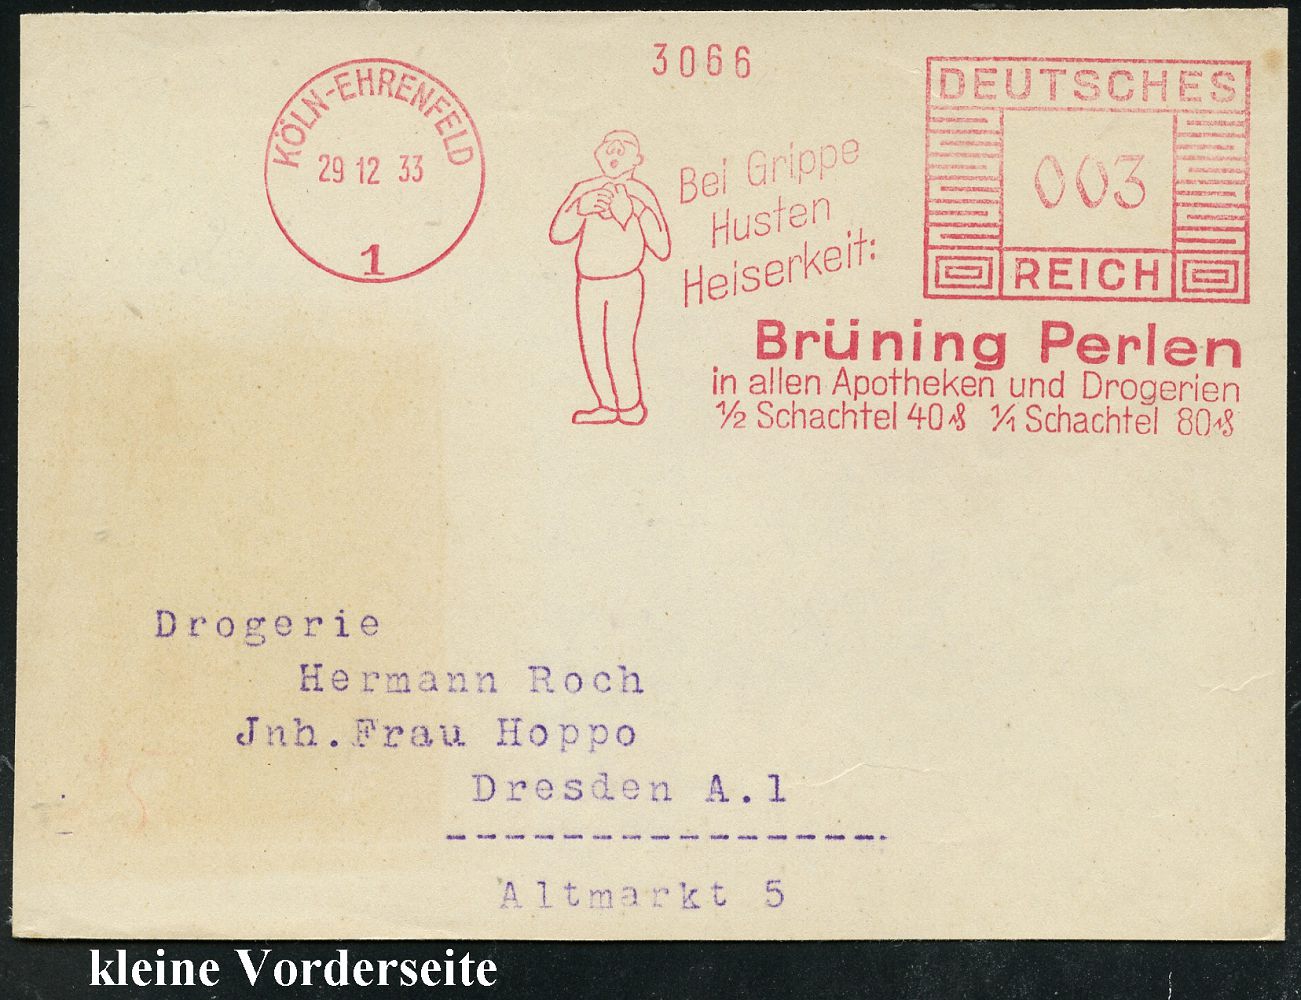 3066
KÖLN-EHRENFELD
29 12 33
1
Bei Grippe
Husten
Heiserkeit:
DEUTSCHES
003
REICH
Brüning Perlen
in allen Apotheken und Drogerien
1/2 Schachtel 40 ₰ 1/1 Schachtel 80 ₰
Drogerie
Hermann Roch
Jnh.Frau Hoppo
Dresden A.1
Altmarkt 5
kleine Vorderseite